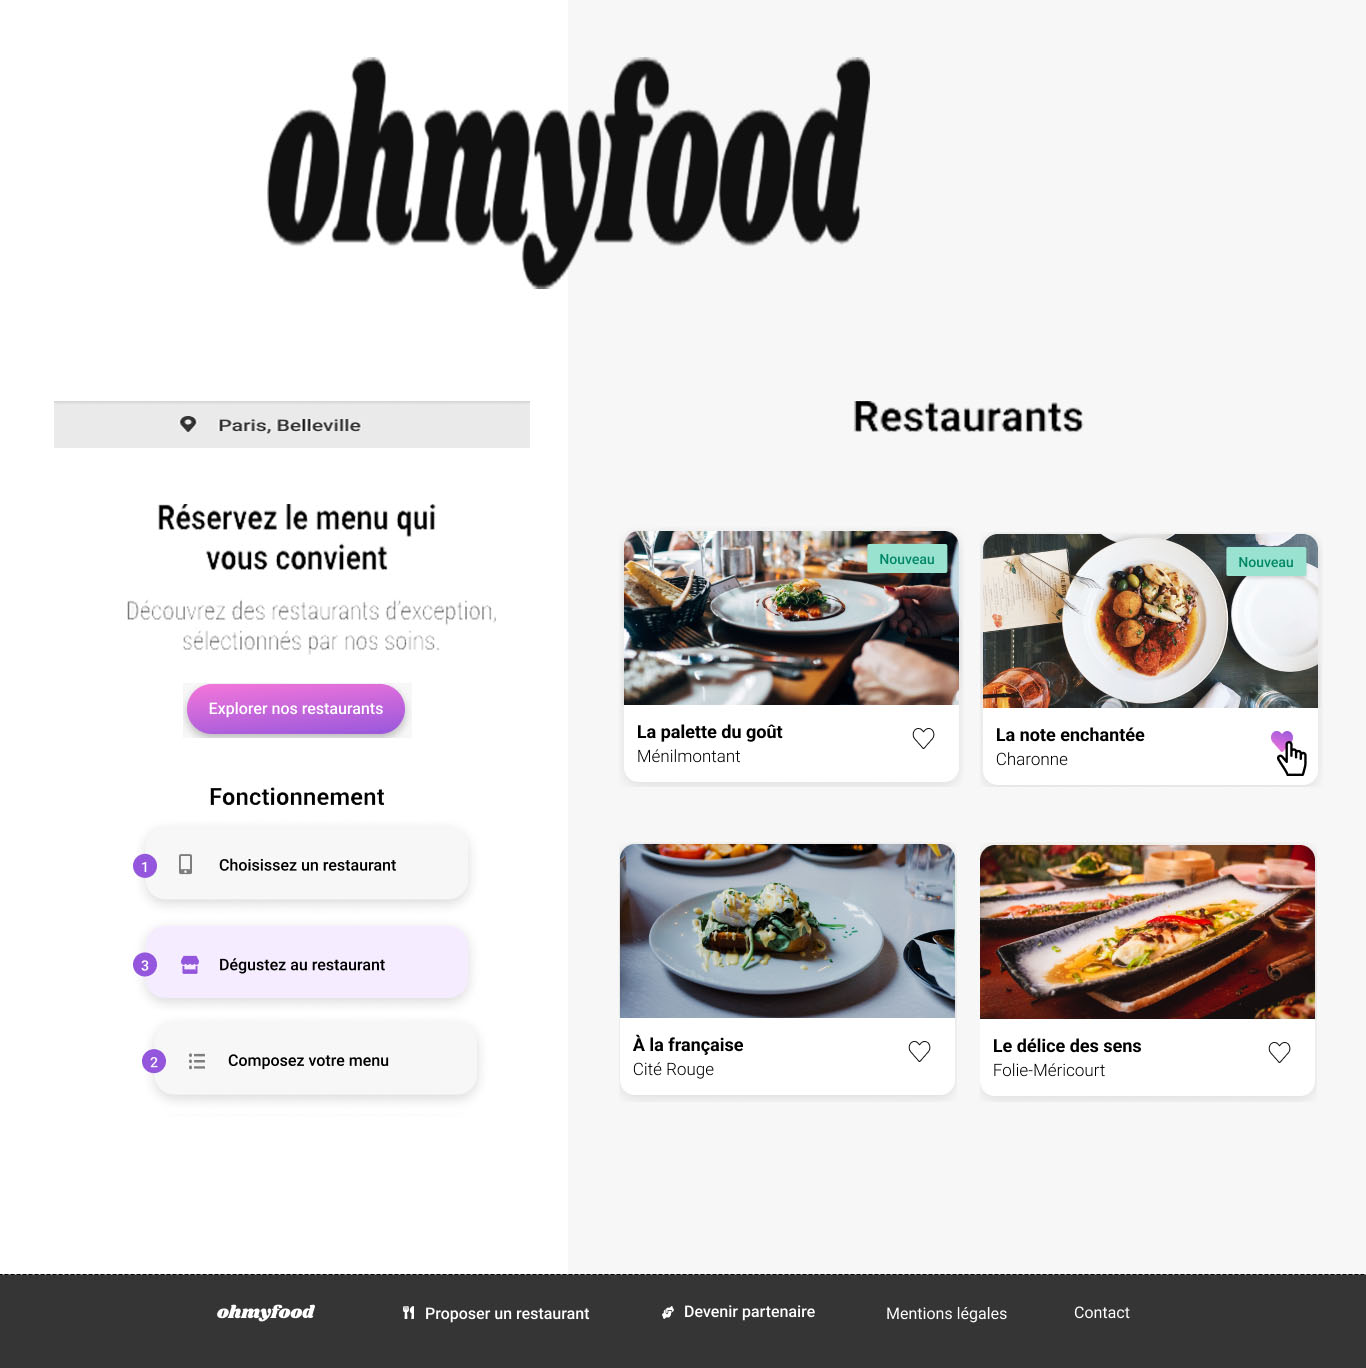 ohmyfood
Paris, Belleville
Réservez le menu qui
vous convient
Découvrez des restaurants d'exception,
sélectionnés par nos soins.
Explorer nos restaurants
Fonctionnement
1 Choisissez un restaurant
3 Dégustez au restaurant
2 Composez votre menu
Restaurants
Nouveau
La palette du goût
Ménilmontant
Nouveau
La note enchantée
Charonne
À la française
Cité Rouge
Le délice des sens
Folie-Méricourt
ohmyfood
Proposer un restaurant
Devenir partenaire
Mentions légales
Contact